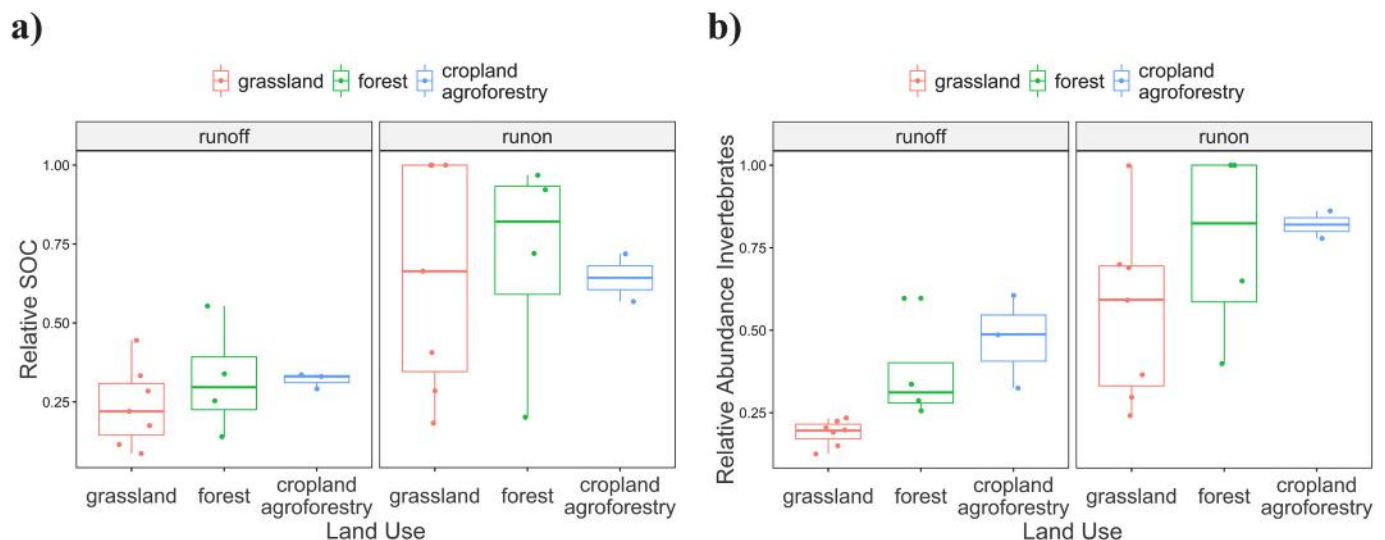 a)
grassland forest cropland
agroforestry
runoff runon
Relative SOC
1.00
0.75
0.50
0.25
grassland forest cropland
agroforestry
grassland forest cropland
agroforestry
Land Use
b)
grassland forest cropland
agroforestry
runoff runon
Relative Abundance Invertebrates
1.00
0.75
0.50
0.25
grassland forest cropland
agroforestry
grassland forest cropland
agroforestry
Land Use